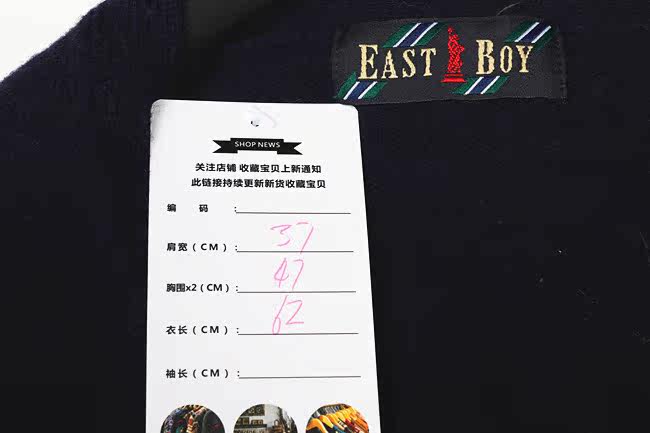 EAST BOY
SHOP NEWS
关注店铺 收藏宝贝上新通知
此链接持续更新新货收藏宝贝
编 码 :
肩宽(CM): 37
胸围x2(CM): 47
衣长(CM): 62
袖长(CM):